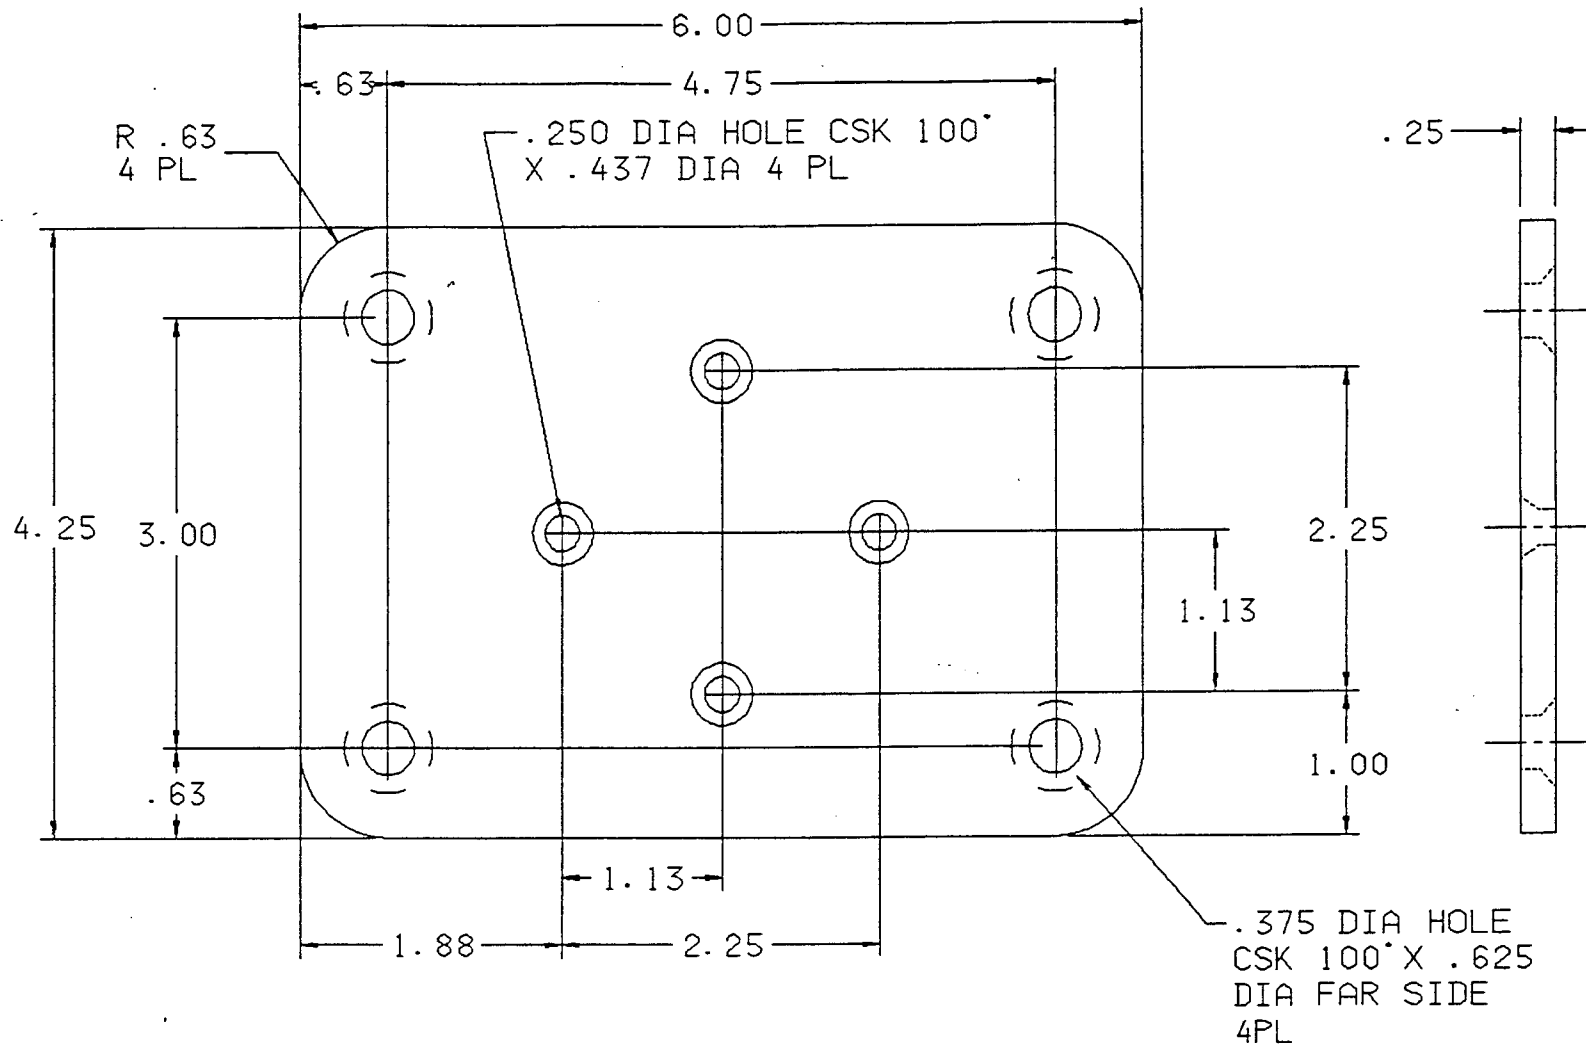 6.00
.63
4.75
R .63
4 PL
.250 DIA HOLE CSK 100°
X .437 DIA 4 PL
.25
4.25
3.00
2.25
1.13
.63
1.00
1.13
1.88
2.25
.375 DIA HOLE
CSK 100° X .625
DIA FAR SIDE
4PL